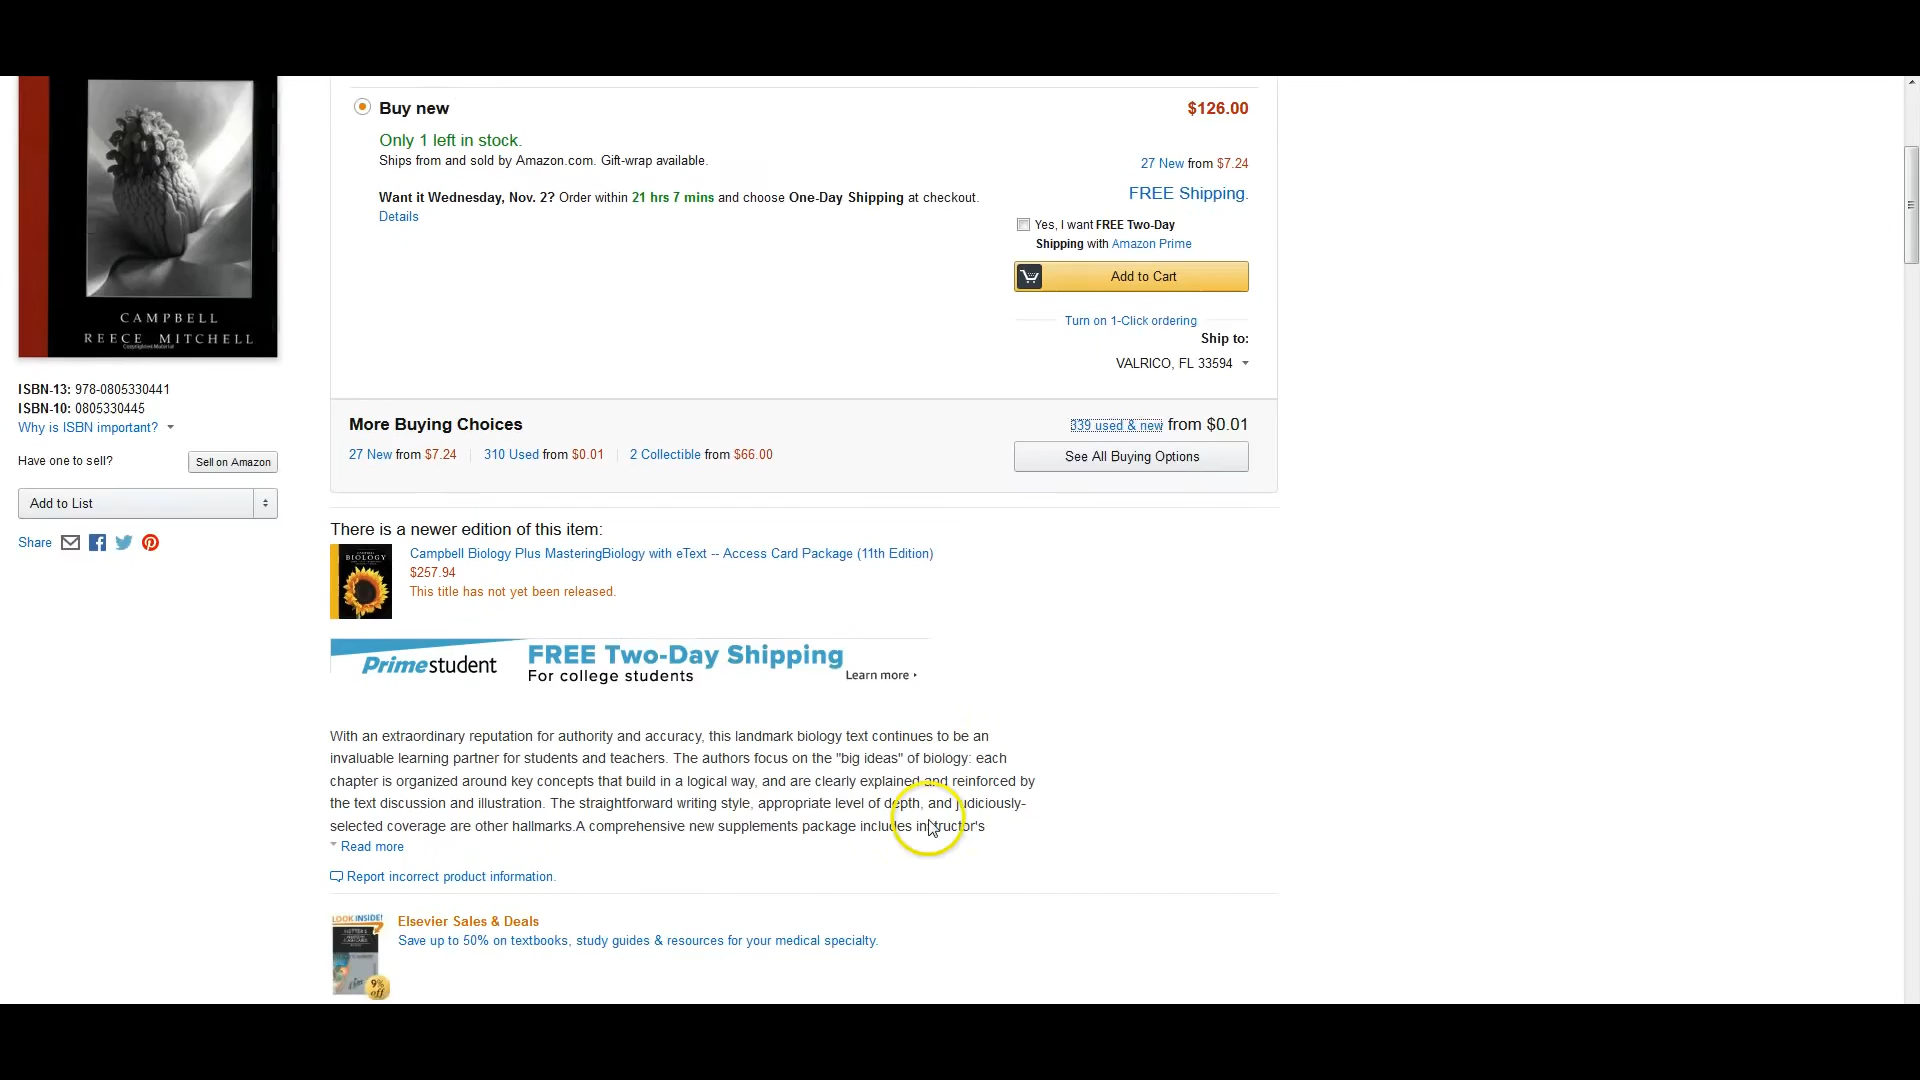 CAMPBELL
REECE MITCHELL
Copyrighted Material
ISBN-13: 978-0805330441
ISBN-10: 0805330445
Why is ISBN important?
Have one to sell? Sell on Amazon
Add to List
Share
Buy new $126.00
Only 1 left in stock.
Ships from and sold by Amazon.com. Gift-wrap available.
27 New from $7.24
FREE Shipping.
Want it Wednesday, Nov. 2? Order within 21 hrs 7 mins and choose One-Day Shipping at checkout.
Details
Yes, I want FREE Two-Day
Shipping with Amazon Prime
Add to Cart
Turn on 1-Click ordering
Ship to:
VALRICO, FL 33594
More Buying Choices 339 used & new from $0.01
27 New from $7.24 310 Used from $0.01 2 Collectible from $66.00
See All Buying Options
There is a newer edition of this item:
BIOLOGY
Campbell Biology Plus MasteringBiology with eText -- Access Card Package (11th Edition)
$257.94
This title has not yet been released.
Primestudent FREE Two-Day Shipping
For college students
Learn more
With an extraordinary reputation for authority and accuracy, this landmark biology text continues to be an
invaluable learning partner for students and teachers. The authors focus on the "big ideas" of biology: each
chapter is organized around key concepts that build in a logical way, and are clearly explained and reinforced by
the text discussion and illustration. The straightforward writing style, appropriate level of depth, and judiciously-
selected coverage are other hallmarks.A comprehensive new supplements package includes instructor's
Read more
Report incorrect product information.
LOOK INSIDE!
9%
off
Elsevier Sales & Deals
Save up to 50% on textbooks, study guides & resources for your medical specialty.